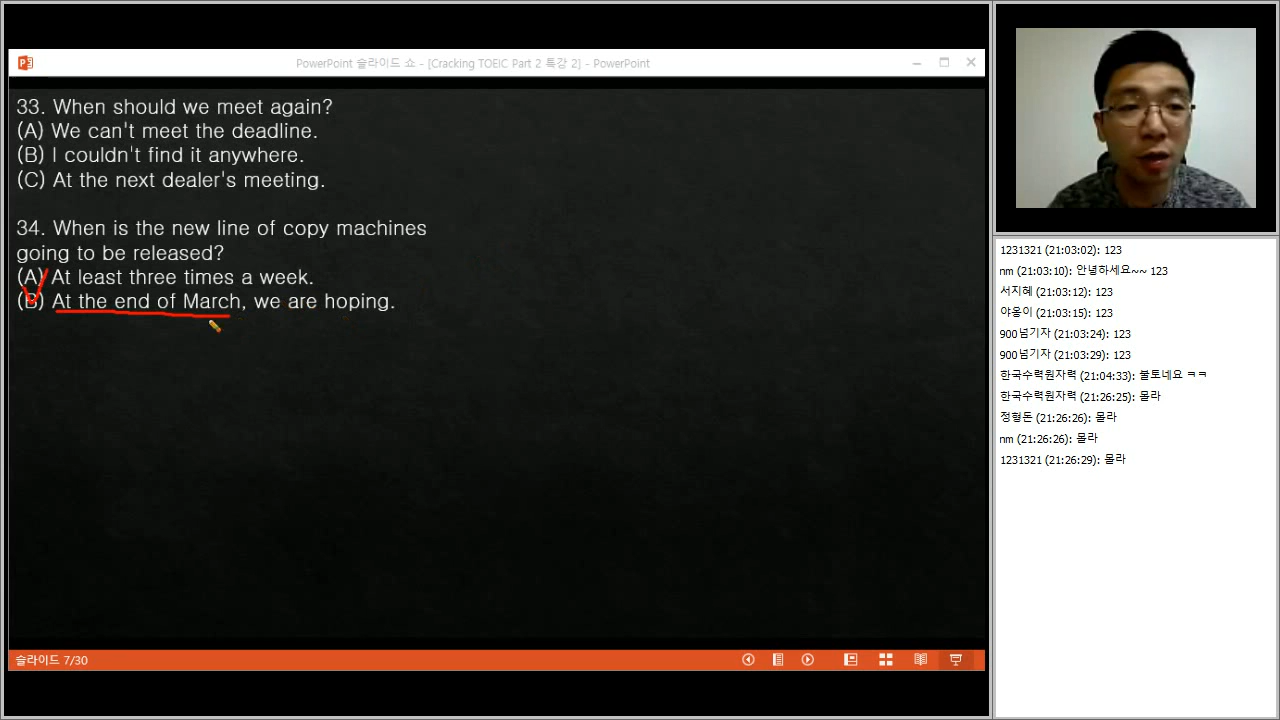 PowerPoint 슬라이드 쇼 - [Cracking TOEIC Part 2 특강 2] - PowerPoint
33. When should we meet again?
(A) We can't meet the deadline.
(B) I couldn't find it anywhere.
(C) At the next dealer's meeting.
34. When is the new line of copy machines
going to be released?
(A) At least three times a week.
(B) At the end of March, we are hoping.
슬라이드 7/30
1231321 (21:03:02): 123
nm (21:03:10): 안녕하세요~~ 123
서지혜 (21:03:12): 123
야옹이 (21:03:15): 123
900넘기자 (21:03:24): 123
900넘기자 (21:03:29): 123
한국수력원자력 (21:04:33): 불토네요 ㅋㅋ
한국수력원자력 (21:26:25): 몰라
정형돈 (21:26:26): 몰라
nm (21:26:26): 몰라
1231321 (21:26:29): 몰라